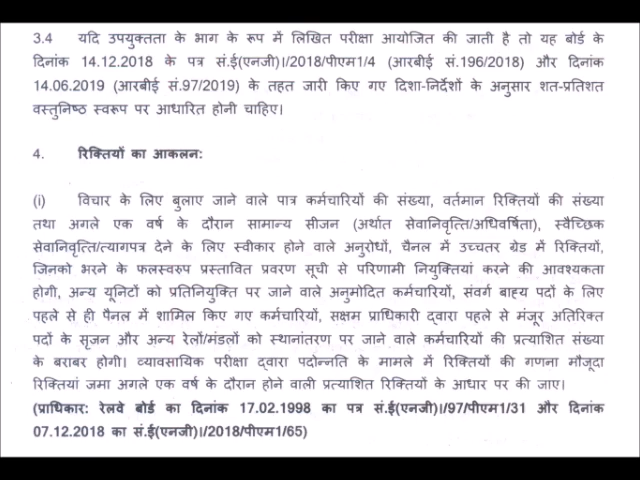 3.4 यदि उपयुक्तता के भाग के रूप में लिखित परीक्षा आयोजित की जाती है तो यह बोर्ड के
दिनांक 14.12.2018 के पत्र सं.ई(एनजी)।/2018/पीएम1/4 (आरबीई सं.196/2018) और दिनांक
14.06.2019 (आरबीई सं.97/2019) के तहत जारी किए गए दिशा-निर्देशों के अनुसार शत-प्रतिशत
वस्तुनिष्ठ स्वरूप पर आधारित होनी चाहिए।
4. रिक्तियों का आकलन:
(i) विचार के लिए बुलाए जाने वाले पात्र कर्मचारियों की संख्या, वर्तमान रिक्तियों की संख्या
तथा अगले एक वर्ष के दौरान सामान्य सीजन (अर्थात सेवानिवृत्ति/अधिवर्षिता), स्वैच्छिक
सेवानिवृत्ति/त्यागपत्र देने के लिए स्वीकार होने वाले अनुरोधों, चैनल में उच्चतर ग्रेड में रिक्तियों,
जिनको भरने के फलस्वरुप प्रस्तावित प्रवरण सूची से परिणामी नियुक्तियां करने की आवश्यकता
होगी, अन्य यूनिटों को प्रतिनियुक्ति पर जाने वाले अनुमोदित कर्मचारियों, संवर्ग बाह्य पदों के लिए
पहले से ही पैनल में शामिल किए गए कर्मचारियों, सक्षम प्राधिकारी द्वारा पहले से मंजूर अतिरिक्त
पदों के सृजन और अन्य रेलों/मंडलों को स्थानांतरण पर जाने वाले कर्मचारियों की प्रत्याशित संख्या
के बराबर होगी। व्यावसायिक परीक्षा द्वारा पदोन्नति के मामले में रिक्तियों की गणना मौजूदा
रिक्तियां जमा अगले एक वर्ष के दौरान होने वाली प्रत्याशित रिक्तियों के आधार पर की जाए।
(प्राधिकार: रेलवे बोर्ड का दिनांक 17.02.1998 का पत्र सं.ई(एनजी)।/97/पीएम1/31 और दिनांक
07.12.2018 का सं.ई(एनजी)।/2018/पीएम1/65)